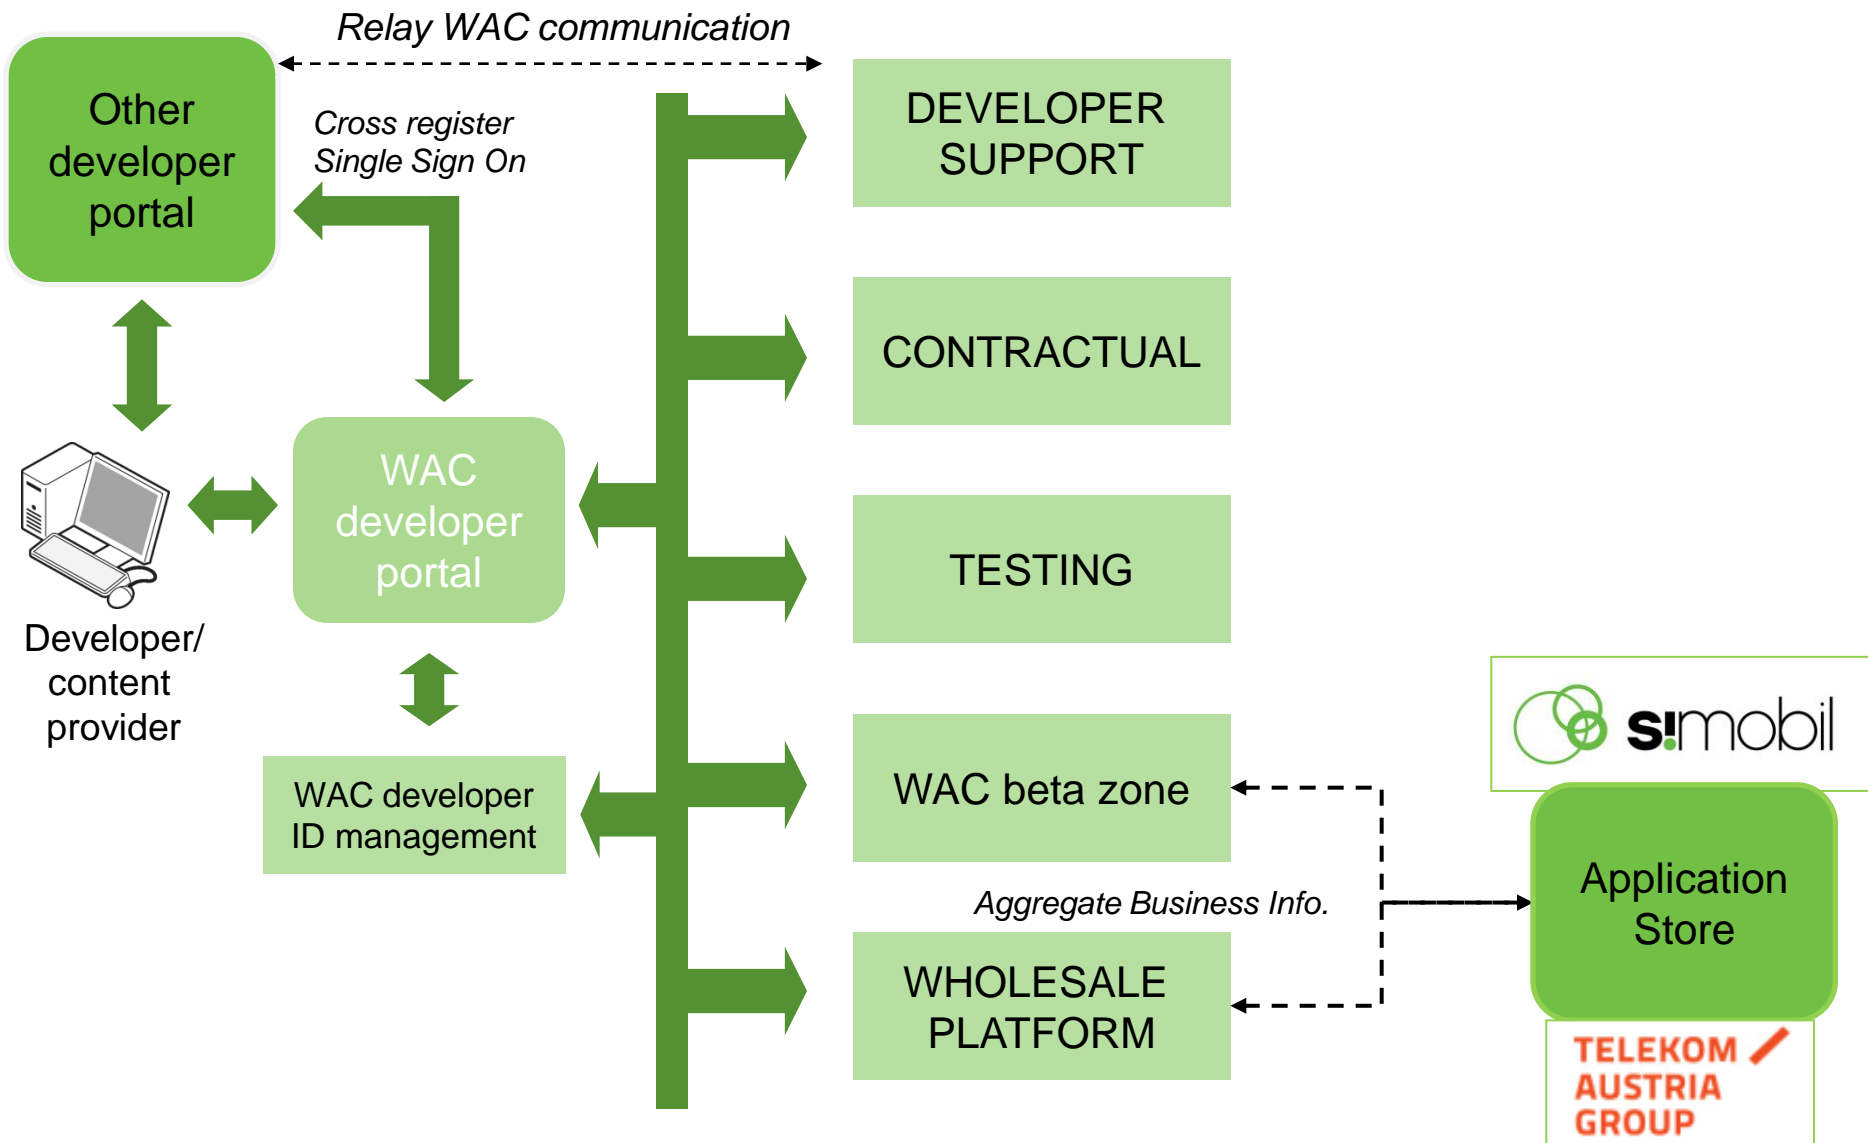 Relay WAC communication
Other
developer
portal
Cross register
Single Sign On
DEVELOPER
SUPPORT
CONTRACTUAL
WAC
developer
portal
TESTING
Developer/
content
provider
WAC developer
ID management
WAC beta zone
s!mobil
Application
Store
Aggregate Business Info.
WHOLESALE
PLATFORM
TELEKOM
AUSTRIA
GROUP